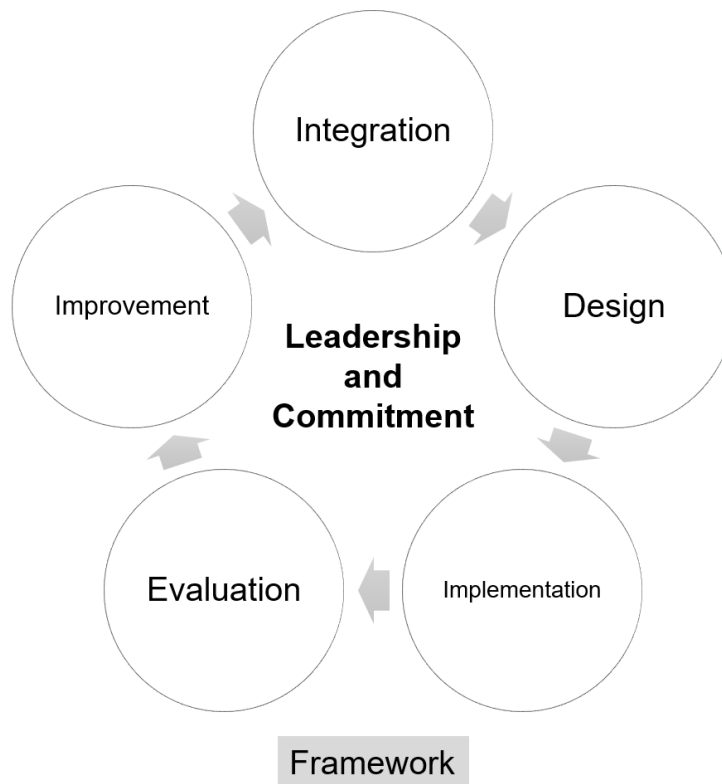 Integration
Design
Improvement
Leadership
and
Commitment
Evaluation
Implementation
Framework